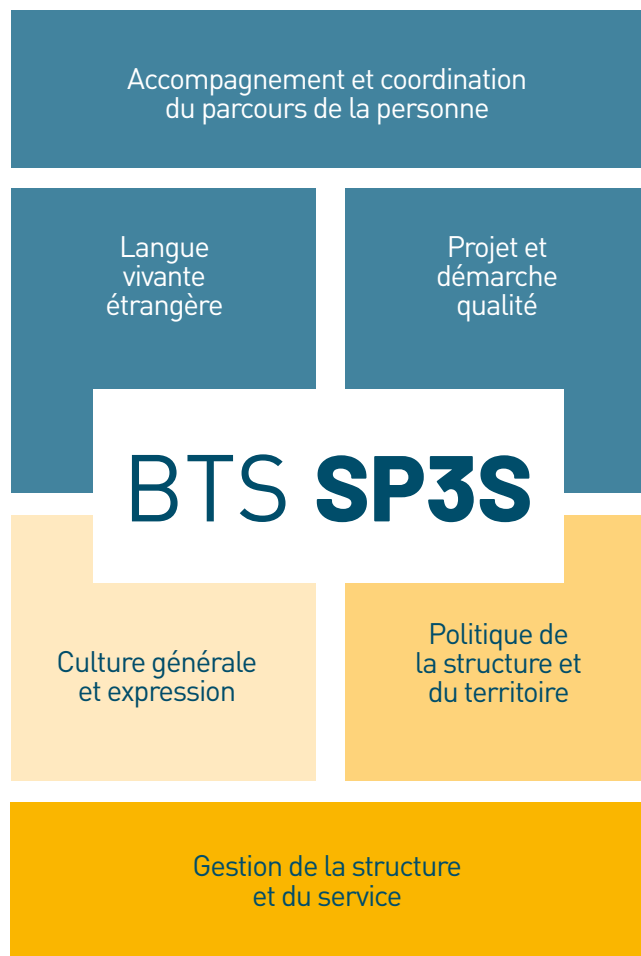 Accompagnement et coordination
du parcours de la personne
Langue
vivante
étrangère
Projet et
démarche
qualité
BTS SP3S
Culture générale
et expression
Politique de
la structure et
du territoire
Gestion de la structure
et du service